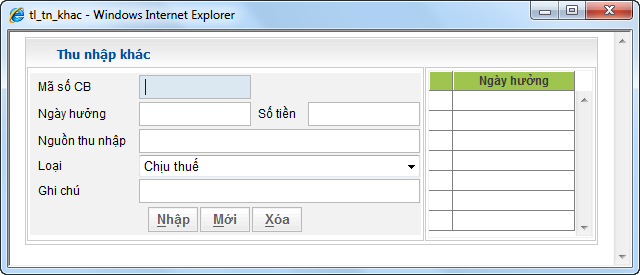 tl_tn_khac - Windows Internet Explorer
Thu nhập khác
Mã số CB
Ngày hưởng
Số tiền
Nguồn thu nhập
Loại
Chịu thuế
Ghi chú
Nhập
Mới
Xóa
Ngày hưởng